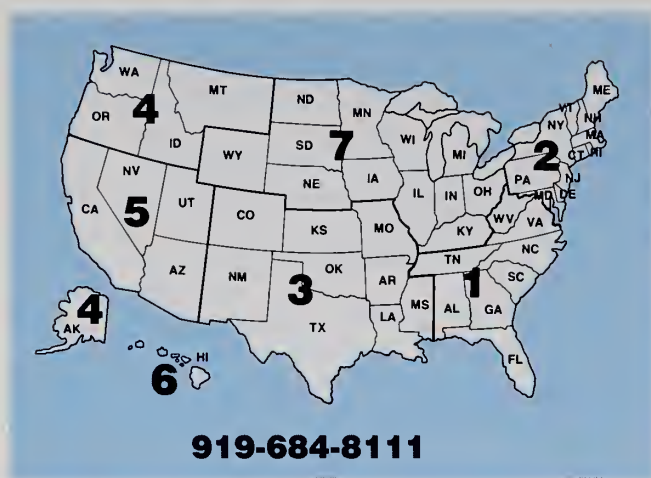 WA
MT
ND
MN
ME
VT
NH
NY
MA
OR
4
ID
SD
7
WI
MI
2
CT
RI
WY
PA
NJ
NV
NE
IA
MD
DE
5
UT
IL
IN
OH
WV
VA
CA
CO
KS
MO
KY
NC
TN
AZ
NM
3
OK
AR
1
SC
4
AK
TX
LA
MS
AL
GA
HI
6
FL
919-684-8111